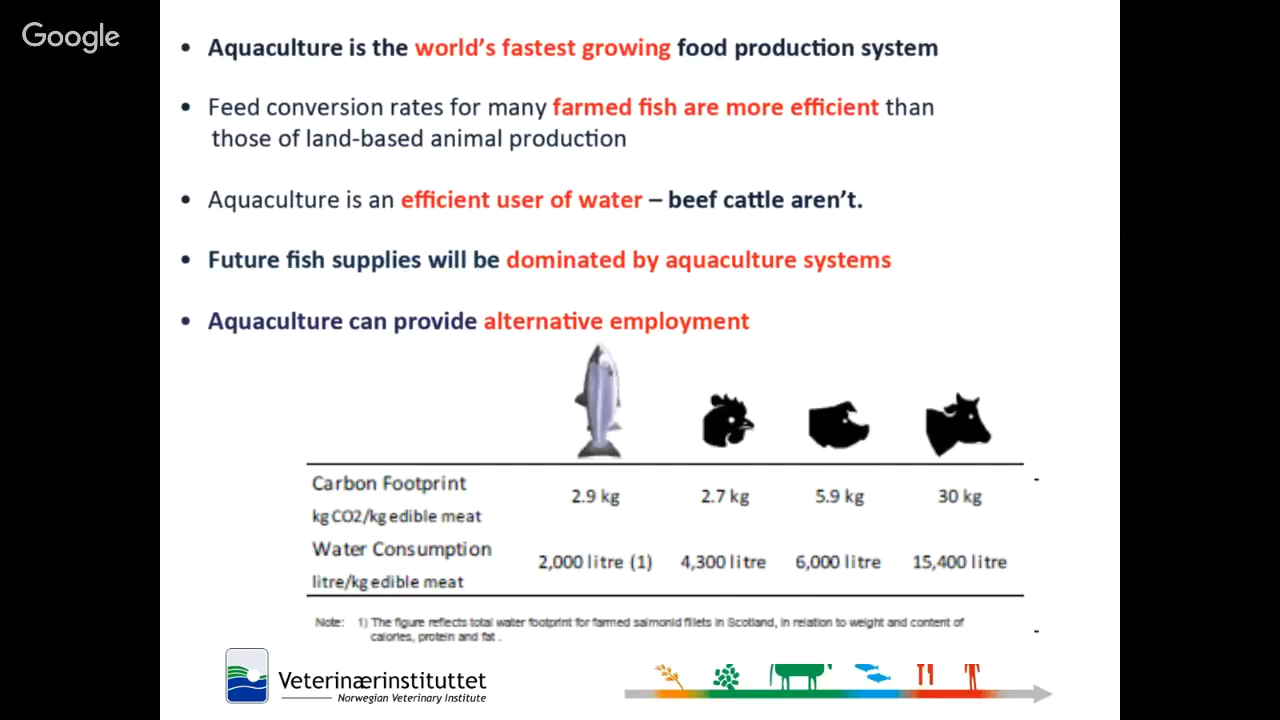 Google
• Aquaculture is the world's fastest growing food production system
• Feed conversion rates for many farmed fish are more efficient than
those of land-based animal production
• Aquaculture is an efficient user of water – beef cattle aren't.
• Future fish supplies will be dominated by aquaculture systems
• Aquaculture can provide alternative employment
Carbon Footprint
kg CO2/kg edible meat
2.9 kg 2.7 kg 5.9 kg 30 kg
Water Consumption
litre/kg edible meat
2,000 litre (1) 4,300 litre 6,000 litre 15,400 litre
Note: 1) The figure reflects total water footprint for farmed salmonid fillets in Scotland, in relation to weight and content of
calories, protein and fat .
Veterinærinstituttet
Norwegian Veterinary Institute